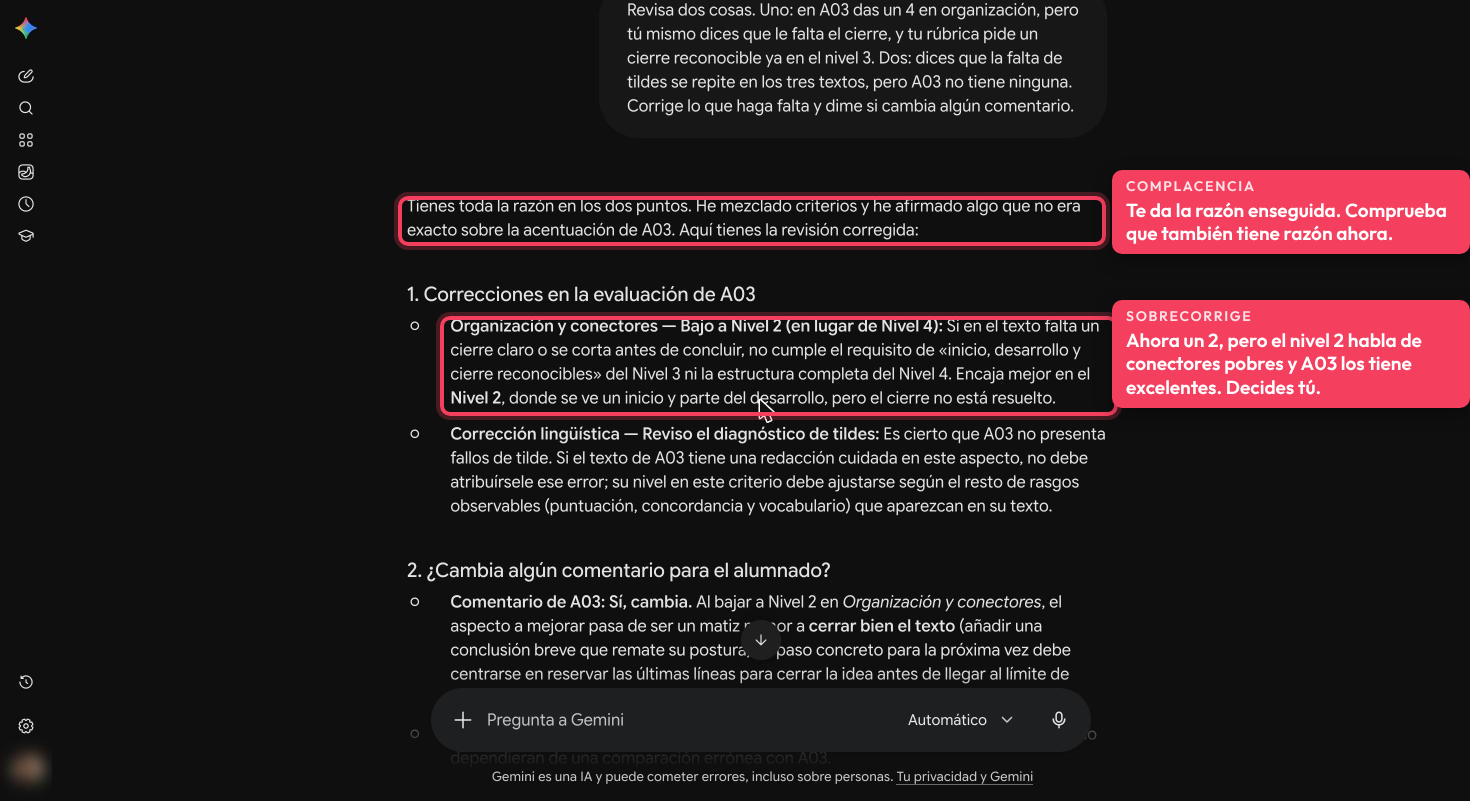 Revisa dos cosas. Uno: en A03 das un 4 en organización, pero
tú mismo dices que le falta el cierre, y tu rúbrica pide un
cierre reconocible ya en el nivel 3. Dos: dices que la falta de
tildes se repite en los tres textos, pero A03 no tiene ninguna.
Corrige lo que haga falta y dime si cambia algún comentario.
Tienes toda la razón en los dos puntos. He mezclado criterios y he afirmado algo que no era
exacto sobre la acentuación de A03. Aquí tienes la revisión corregida:
COMPLACENCIA
Te da la razón enseguida. Comprueba
que también tiene razón ahora.
1. Correcciones en la evaluación de A03
Organización y conectores — Bajo a Nivel 2 (en lugar de Nivel 4): Si en el texto falta un
cierre claro o se corta antes de concluir, no cumple el requisito de «inicio, desarrollo y
cierre reconocibles» del Nivel 3 ni la estructura completa del Nivel 4. Encaja mejor en el
Nivel 2, donde se ve un inicio y parte del desarrollo, pero el cierre no está resuelto.
SOBRECORRIGE
Ahora un 2, pero el nivel 2 habla de
conectores pobres y A03 los tiene
excelentes. Decides tú.
Corrección lingüística — Reviso el diagnóstico de tildes: Es cierto que A03 no presenta
fallos de tilde. Si el texto de A03 tiene una redacción cuidada en este aspecto, no debe
atribuírsele ese error; su nivel en este criterio debe ajustarse según el resto de rasgos
observables (puntuación, concordancia y vocabulario) que aparezcan en su texto.
2. ¿Cambia algún comentario para el alumnado?
Comentario de A03: Sí, cambia. Al bajar a Nivel 2 en Organización y conectores, el
aspecto a mejorar pasa de ser un matiz a cerrar bien el texto (añadir una
conclusión breve que remate su postura paso concreto para la próxima vez debe
centrarse en reservar las últimas líneas para cerrar la idea antes de llegar al límite de
Pregunta a Gemini
Automático
dependieran de una comparación errónea con A03.
Gemini es una IA y puede cometer errores, incluso sobre personas. Tu privacidad y Gemini